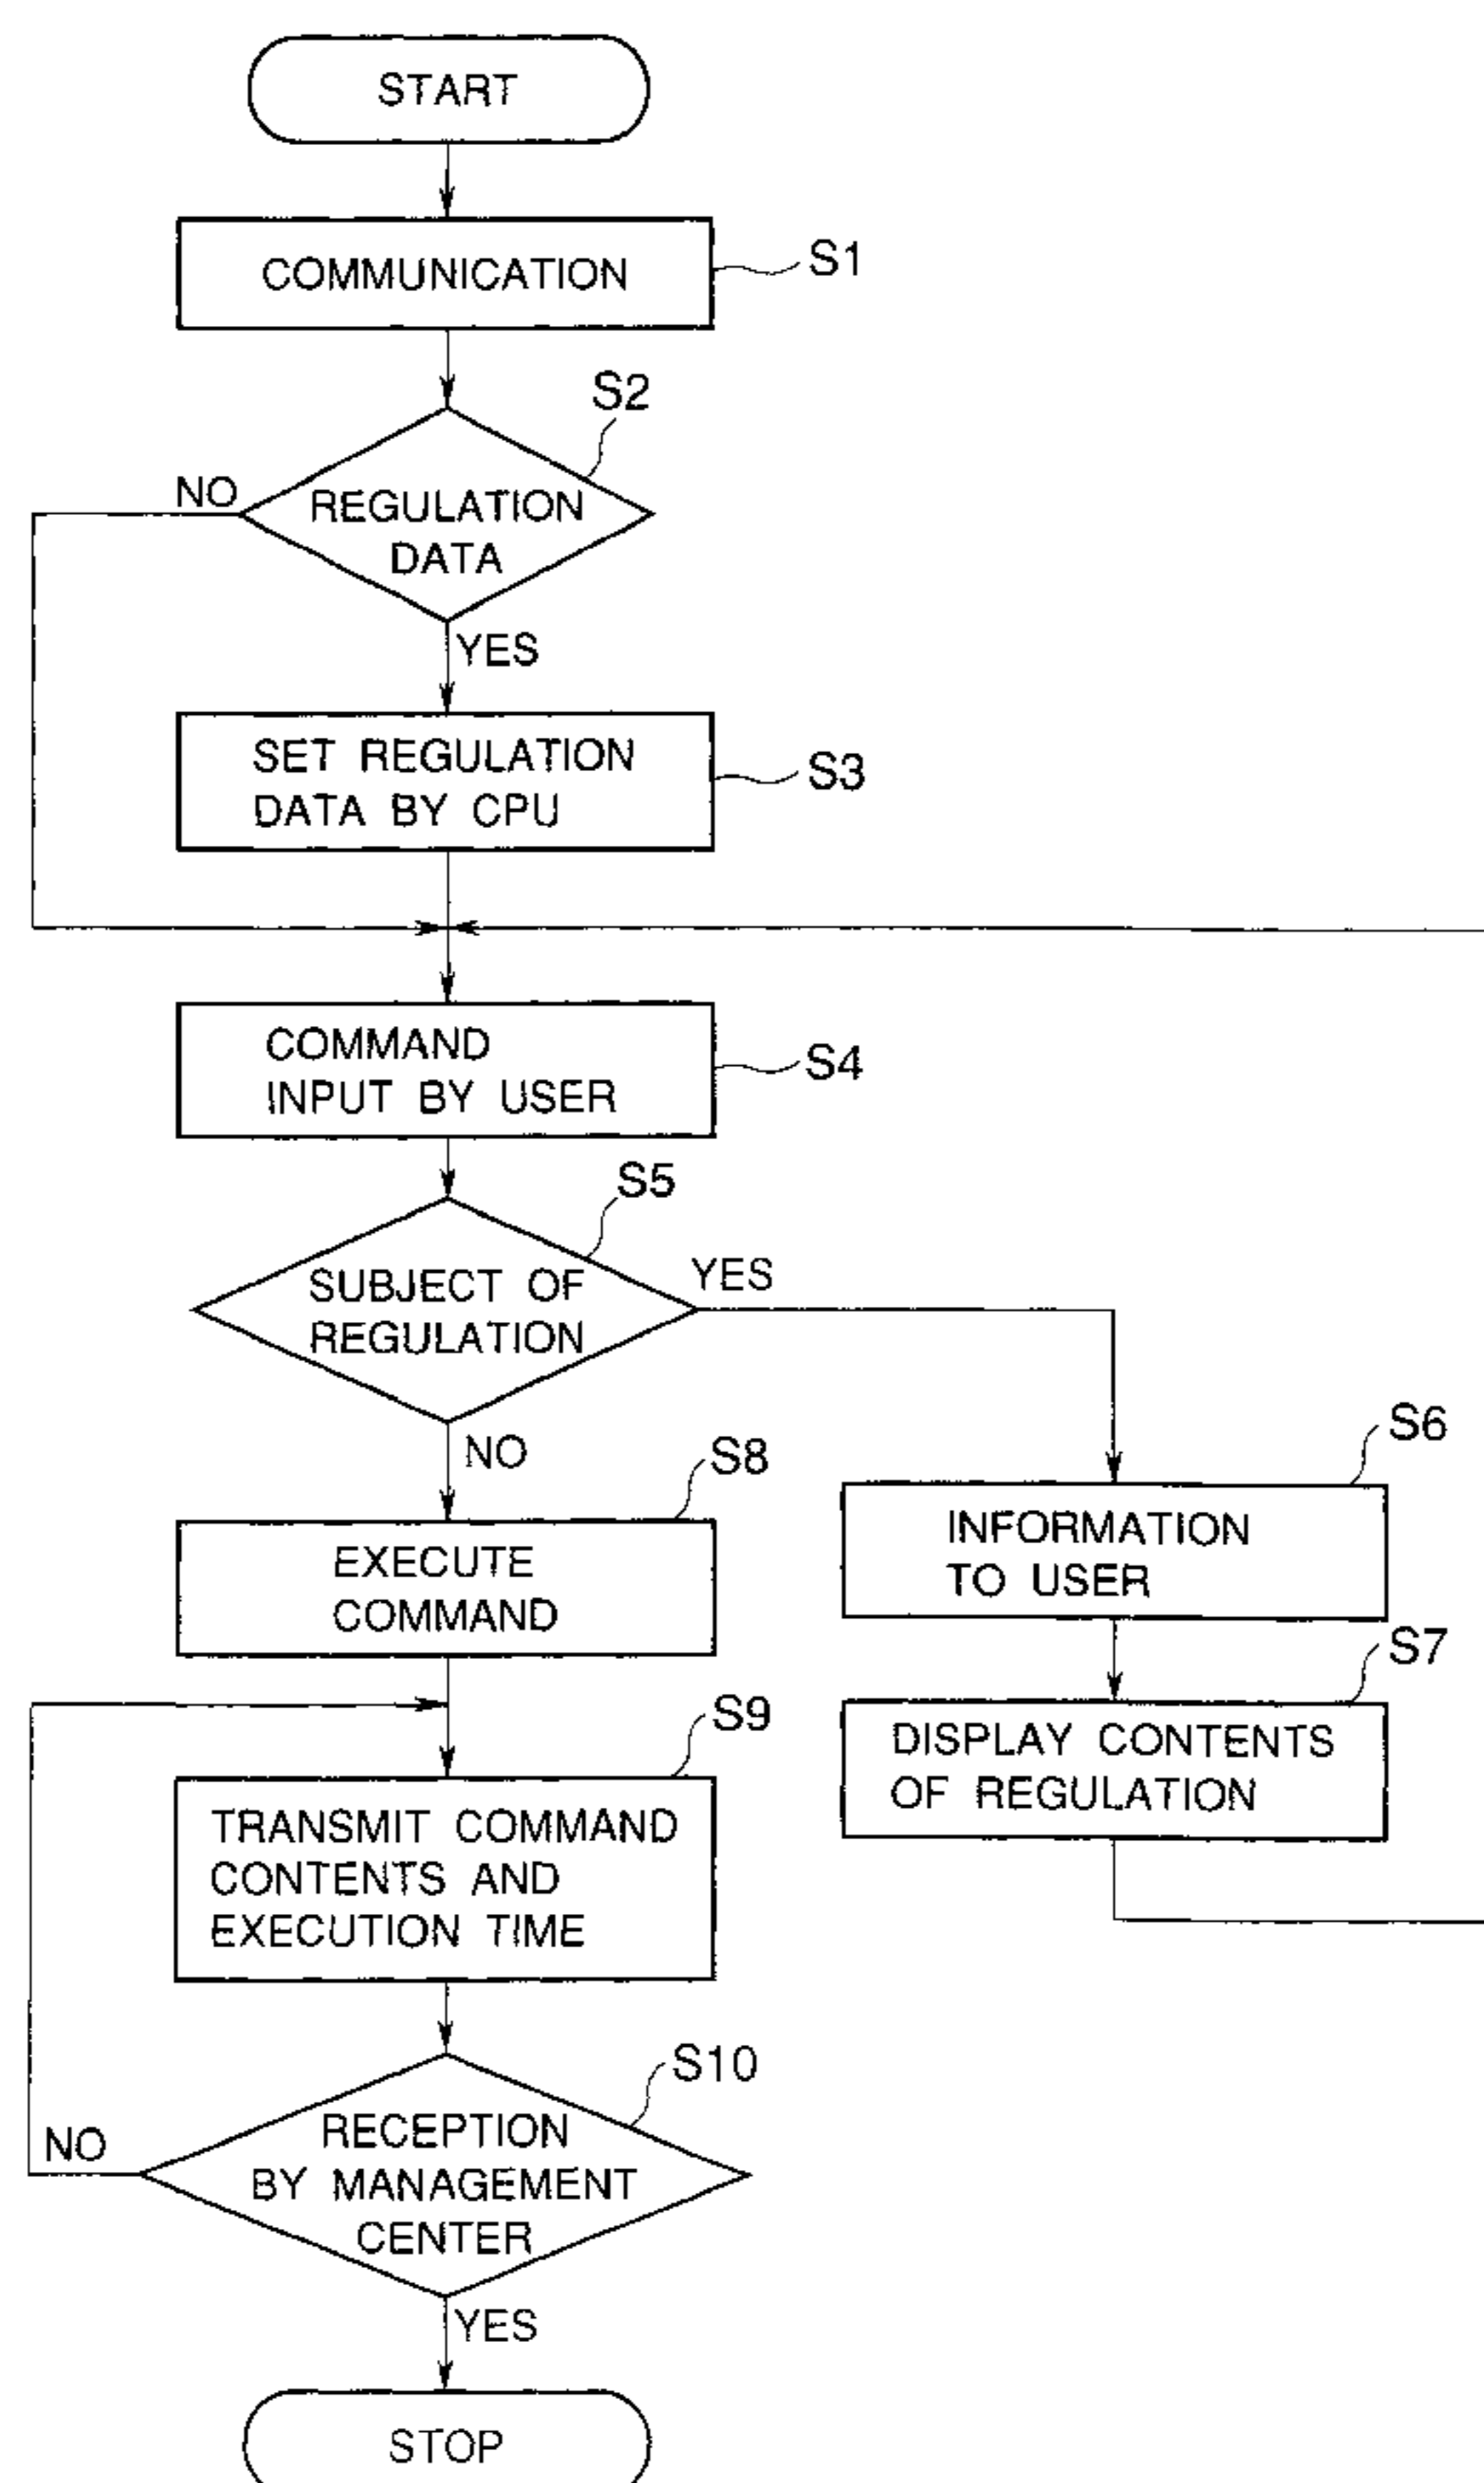 START
COMMUNICATION
S1
S2
NO
REGULATION
DATA
YES
SET REGULATION
DATA BY CPU
S3
COMMAND
INPUT BY USER
S4
S5
SUBJECT OF
REGULATION
YES
NO
S6
INFORMATION
TO USER
S7
DISPLAY CONTENTS
OF REGULATION
S8
EXECUTE
COMMAND
S9
TRANSMIT COMMAND
CONTENTS AND
EXECUTION TIME
S10
NO
RECEPTION
BY MANAGEMENT
CENTER
YES
STOP